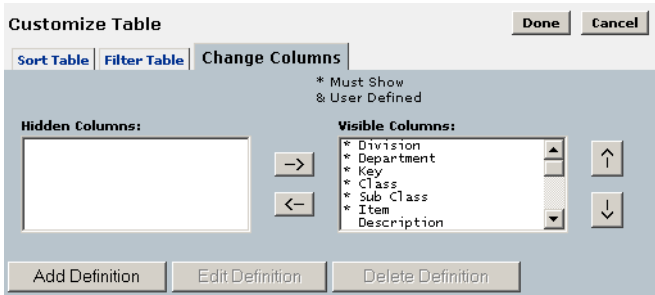 Customize Table
Done
Cancel
Sort Table
Filter Table
Change Columns
* Must Show
& User Defined
Hidden Columns:
Visible Columns:
* Division
* Department
* Key
* Class
* Sub Class
* Item
Description
Add Definition
Edit Definition
Delete Definition